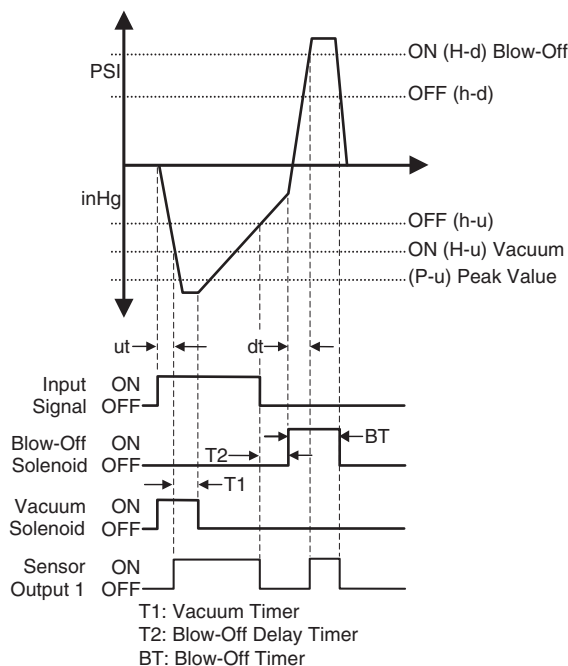 PSI
ON (H-d) Blow-Off
OFF (h-d)
inHg
OFF (h-u)
ON (H-u) Vacuum
(P-u) Peak Value
ut
dt
Input Signal ON OFF
Blow-Off Solenoid ON OFF
T2
BT
T1
Vacuum Solenoid ON OFF
Sensor Output 1 ON OFF
T1: Vacuum Timer
T2: Blow-Off Delay Timer
BT: Blow-Off Timer